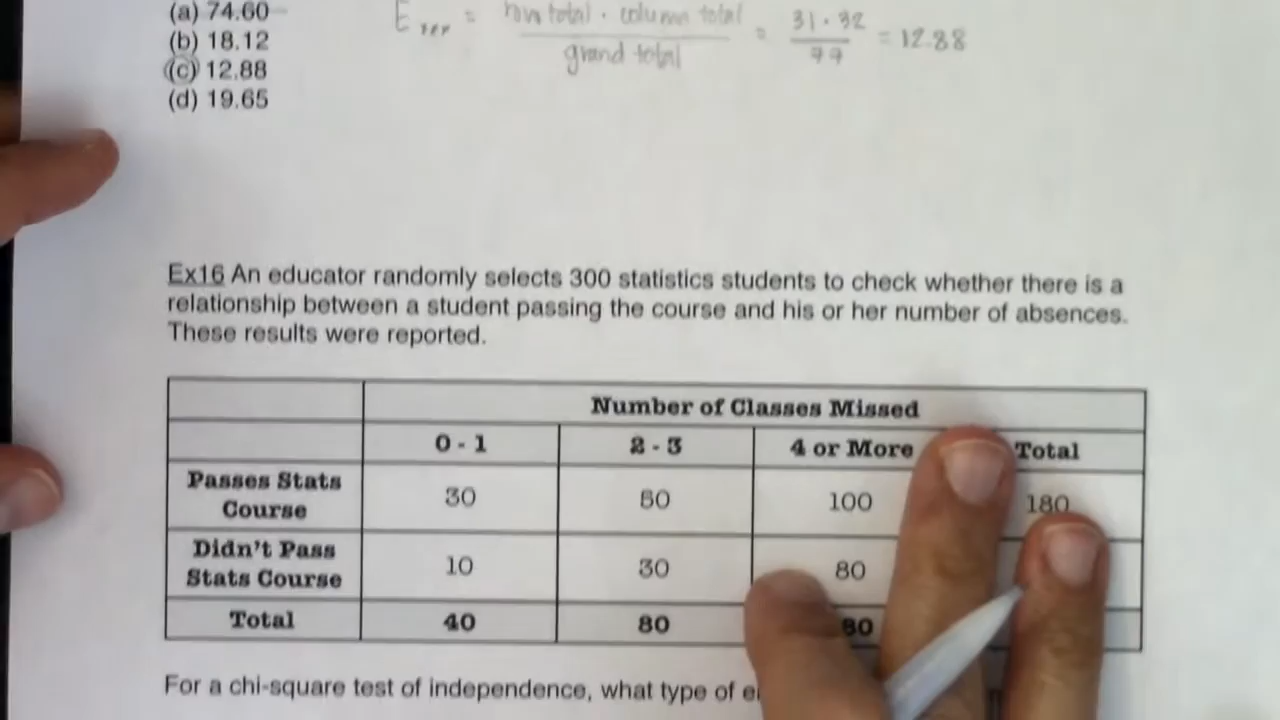 (a) 74.60
(b) 18.12
(c) 12.88
(d) 19.65
E = row total · column total / grand total = 31 · 32 / 77 = 12.88
Ex16 An educator randomly selects 300 statistics students to check whether there is a
relationship between a student passing the course and his or her number of absences.
These results were reported.
Number of Classes Missed
0 - 1 2 - 3 4 or More Total
Passes Stats
Course 30 50 100 180
Didn't Pass
Stats Course 10 30 80
Total 40 80 80
For a chi-square test of independence, what type of